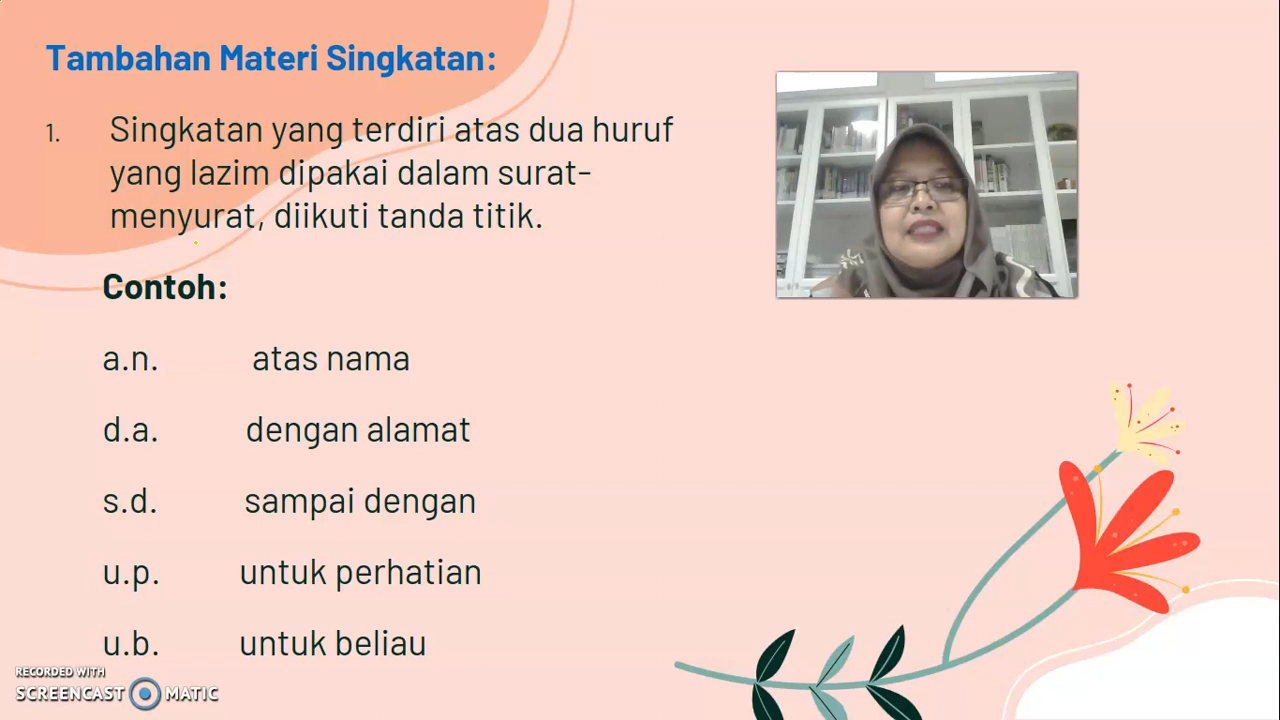 Tambahan Materi Singkatan:
1. Singkatan yang terdiri atas dua huruf
yang lazim dipakai dalam surat-
menyurat, diikuti tanda titik.
Contoh:
a.n. atas nama
d.a. dengan alamat
s.d. sampai dengan
u.p. untuk perhatian
u.b. untuk beliau
RECORDED WITH
SCREENCAST MATIC